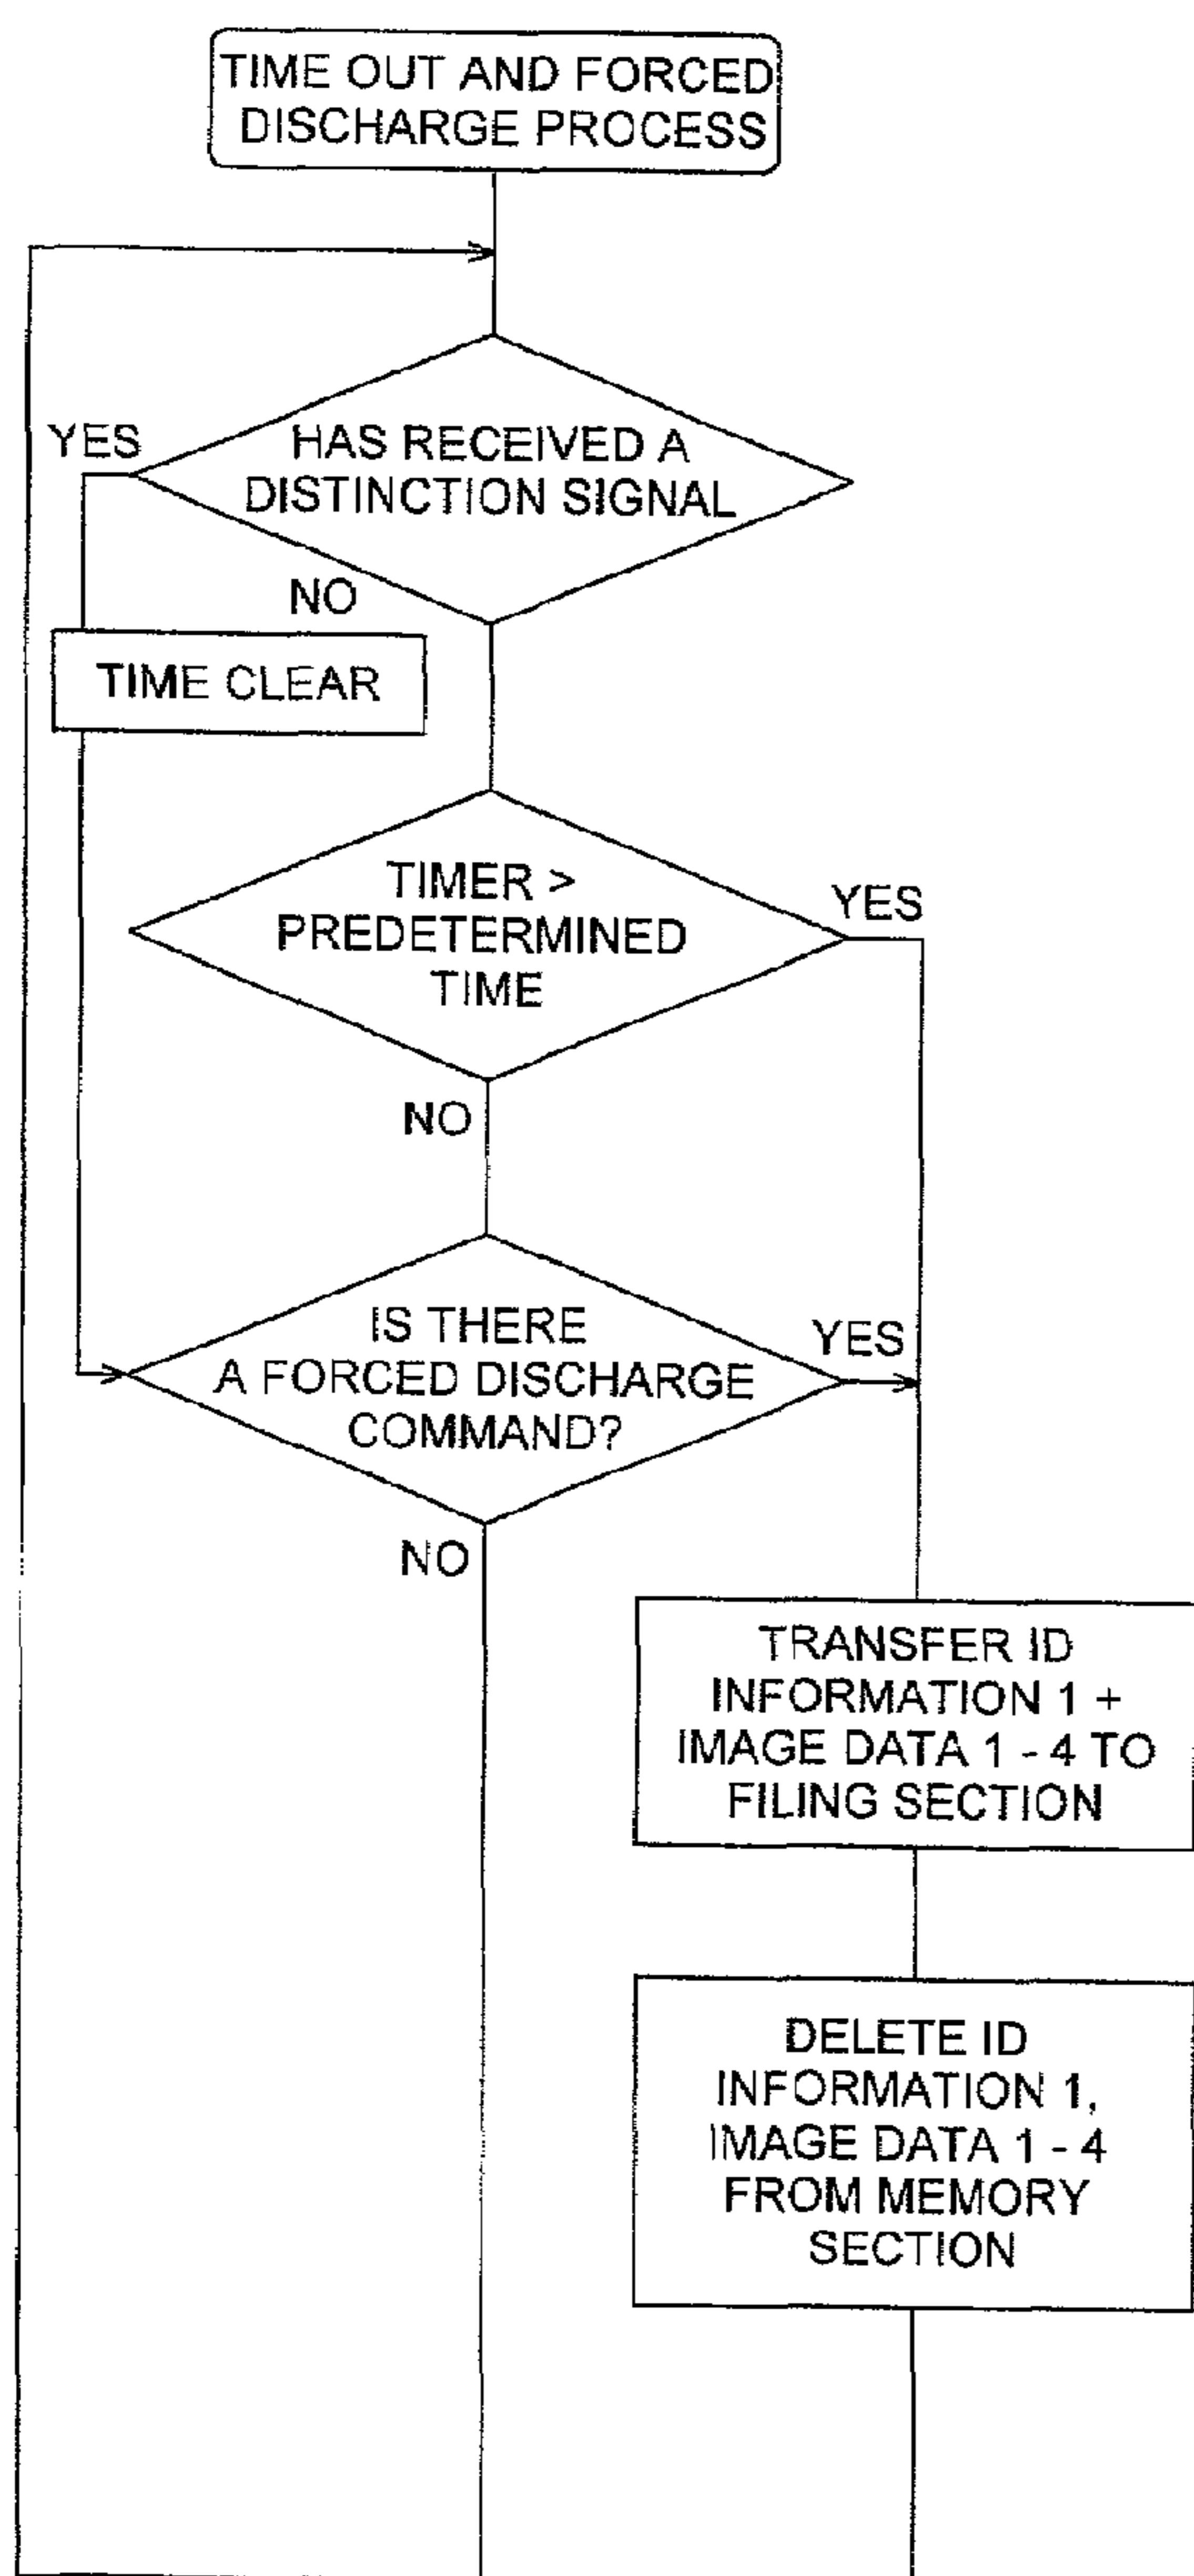 TIME OUT AND FORCED
DISCHARGE PROCESS
YES
HAS RECEIVED A
DISTINCTION SIGNAL
NO
TIME CLEAR
TIMER >
PREDETERMINED
TIME
YES
NO
IS THERE
A FORCED DISCHARGE
COMMAND?
YES
NO
TRANSFER ID
INFORMATION 1 +
IMAGE DATA 1 - 4 TO
FILING SECTION
DELETE ID
INFORMATION 1,
IMAGE DATA 1 - 4
FROM MEMORY
SECTION